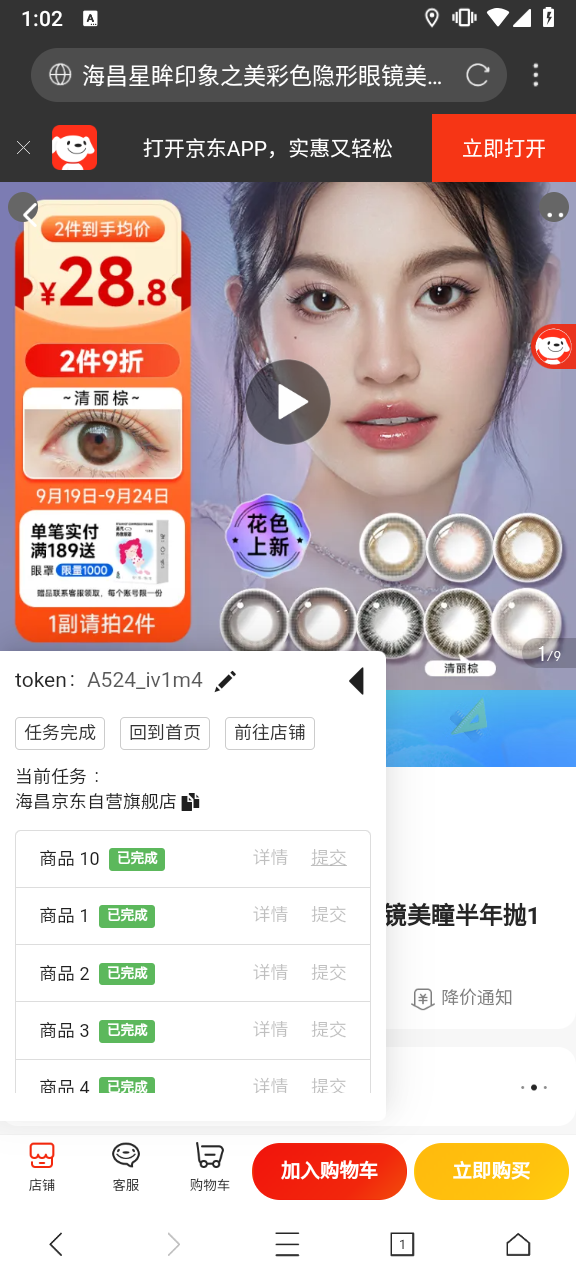 1:02
A
海昌星眸印象之美彩色隐形眼镜美...
打开京东APP，实惠又轻松
立即打开
2件到手均价
¥28.8
2件9折
~清丽棕~
9月19日-9月24日
单笔实付
满189送
眼罩 限量1000
赠品联系客服领取，每个账号限一份
1副请拍2件
花色
上新
清丽棕
1/9
token： A524_iv1m4
任务完成
回到首页
前往店铺
当前任务：
海昌京东自营旗舰店
商品 10 已完成 详情 提交
商品 1 已完成 详情 提交
商品 2 已完成 详情 提交
商品 3 已完成 详情 提交
商品 4 已完成 详情 提交
镜美瞳半年抛1
降价通知
店铺
客服
购物车
加入购物车
立即购买
1